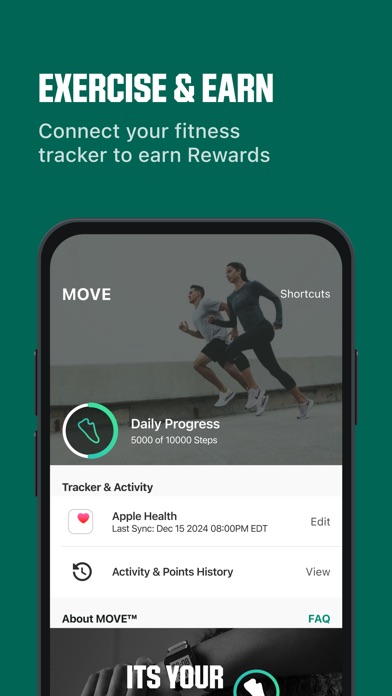 EXERCISE & EARN
Connect your fitness
tracker to earn Rewards
MOVE
Shortcuts
Daily Progress
5000 of 10000 Steps
Tracker & Activity
Apple Health
Last Sync: Dec 15 2024 08:00PM EDT
Edit
Activity & Points History
View
About MOVE™
FAQ
ITS YOUR